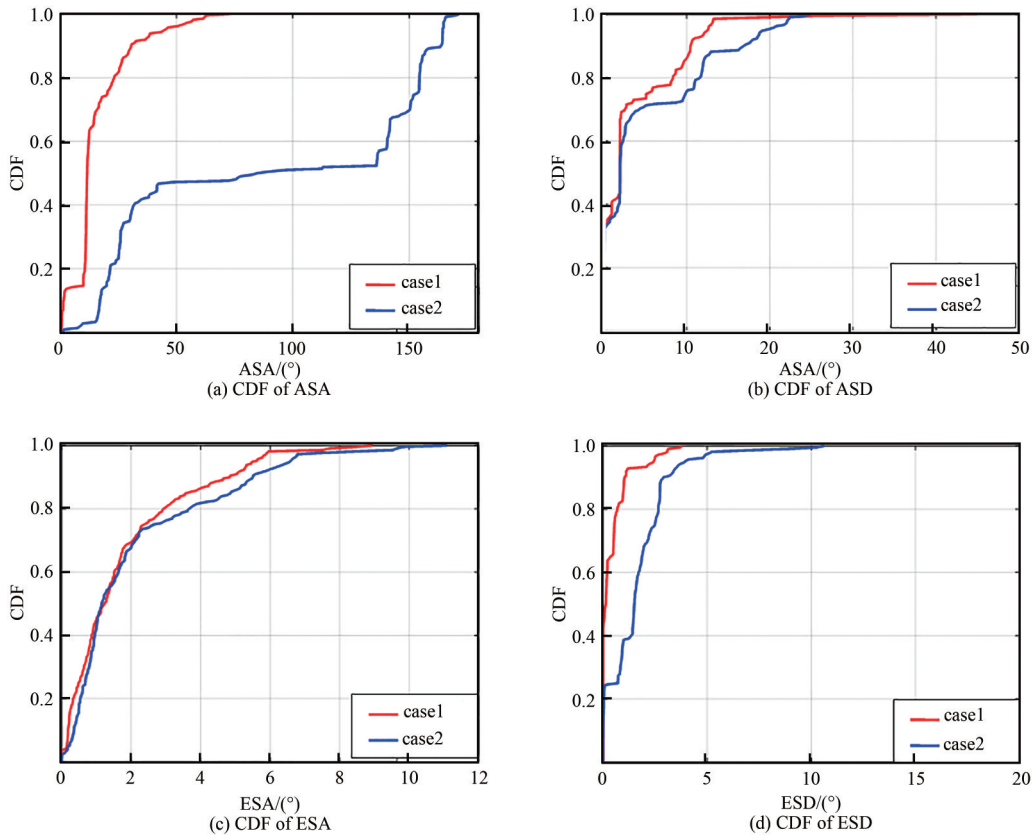 1.0
0.8
0.6
0.4
0.2
CDF
0 50 100 150
ASA/(°)
case1
case2
(a) CDF of ASA
1.0
0.8
0.6
0.4
0.2
CDF
0 10 20 30 40 50
ASA/(°)
case1
case2
(b) CDF of ASD
1.0
0.8
0.6
0.4
0.2
CDF
0 2 4 6 8 10 12
ESA/(°)
case1
case2
(c) CDF of ESA
1.0
0.8
0.6
0.4
0.2
CDF
0 5 10 15 20
ESD/(°)
case1
case2
(d) CDF of ESD